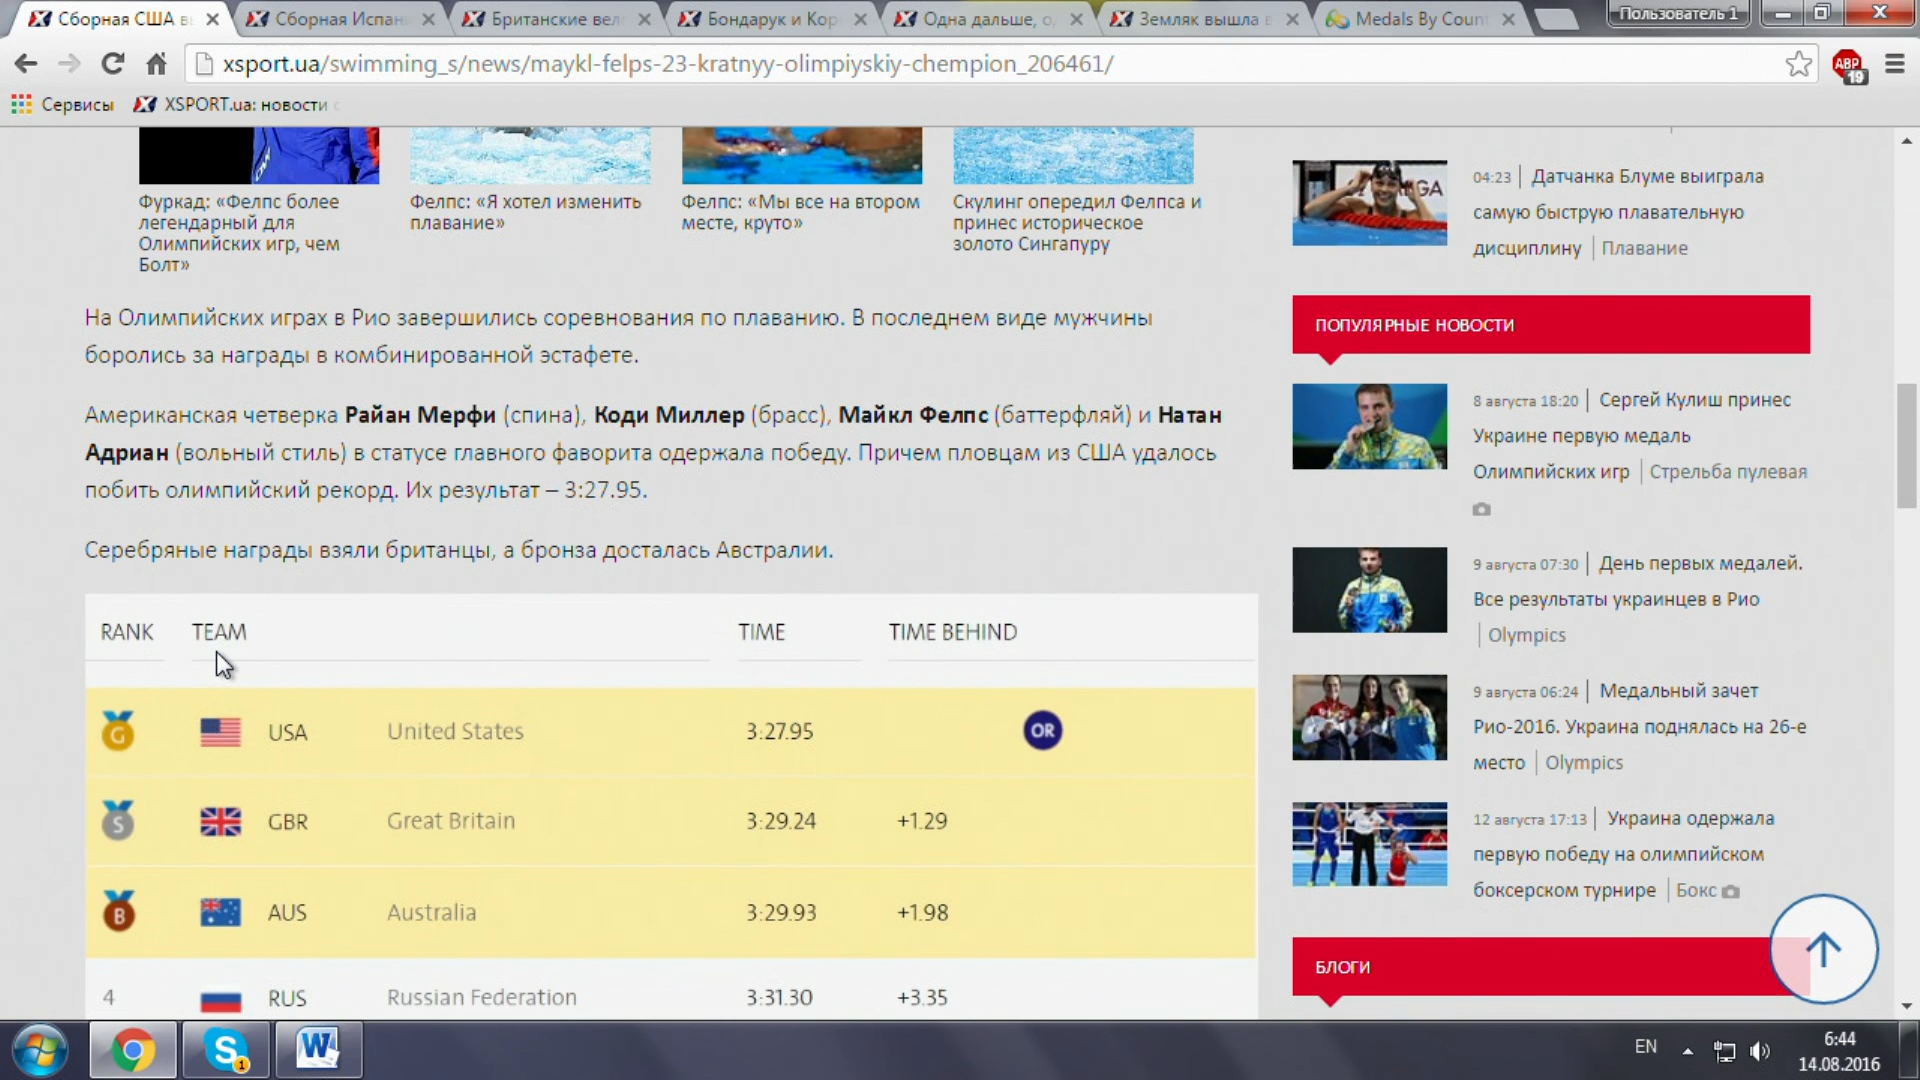 Сборная США в
Сборная Испан
Британские вел
Бондарук и Кор
Одна дальше, о
Земляк вышла в
Medals By Count
Пользователь 1
xsport.ua/swimming_s/news/maykl-felps-23-kratnyy-olimpiyskiy-chempion_206461/
ABP
19
Сервисы
XSPORT.ua: новости с
Фуркад: «Фелпс более
легендарный для
Олимпийских игр, чем
Болт»
Фелпс: «Я хотел изменить
плавание»
Фелпс: «Мы все на втором
месте, круто»
Скулинг опередил Фелпса и
принес историческое
золото Сингапуру
На Олимпийских играх в Рио завершились соревнования по плаванию. В последнем виде мужчины
боролись за награды в комбинированной эстафете.
Американская четверка Райан Мерфи (спина), Коди Миллер (брасс), Майкл Фелпс (баттерфляй) и Натан
Адриан (вольный стиль) в статусе главного фаворита одержала победу. Причем пловцам из США удалось
побить олимпийский рекорд. Их результат – 3:27.95.
Серебряные награды взяли британцы, а бронза досталась Австралии.
RANK TEAM TIME TIME BEHIND
G USA United States 3:27.95 OR
S GBR Great Britain 3:29.24 +1.29
B AUS Australia 3:29.93 +1.98
4 RUS Russian Federation 3:31.30 +3.35
04:23 | Датчанка Блуме выиграла
самую быструю плавательную
дисциплину | Плавание
ПОПУЛЯРНЫЕ НОВОСТИ
8 августа 18:20 | Сергей Кулиш принес
Украине первую медаль
Олимпийских игр | Стрельба пулевая
9 августа 07:30 | День первых медалей.
Все результаты украинцев в Рио
| Olympics
9 августа 06:24 | Медальный зачет
Рио-2016. Украина поднялась на 26-е
место | Olympics
12 августа 17:13 | Украина одержала
первую победу на олимпийском
боксерском турнире | Бокс
БЛОГИ
S
1
W
EN
6:44
14.08.2016